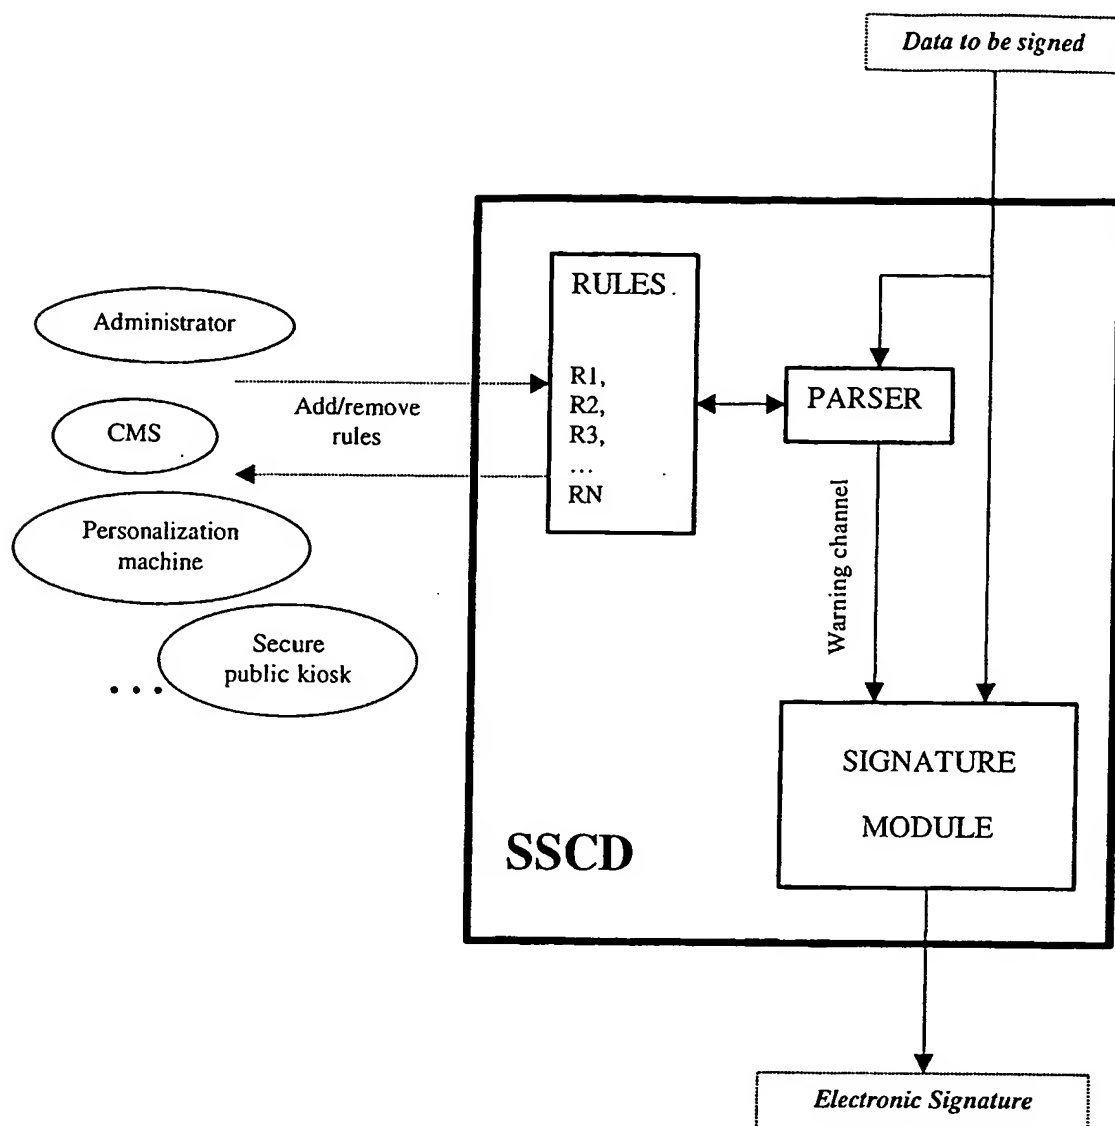 Data to be signed
RULES
R1,
R2,
R3,
...
RN
PARSER
Administrator
CMS
Personalization
machine
Secure
public kiosk
...
Add/remove
rules
Warning channel
SIGNATURE
MODULE
SSCD
Electronic Signature